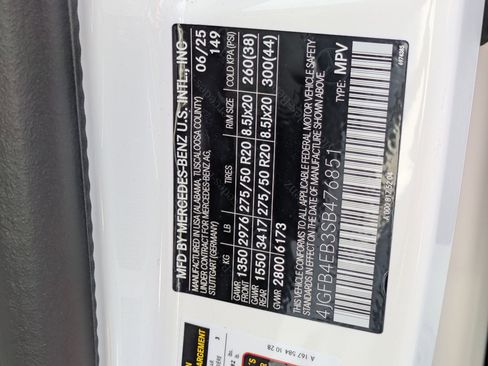 MFD BY MERCEDES-BENZ U.S. INTL., INC
06/25
MANUFACTURED IN USA (ALABAMA, TUSCALOOSA COUNTY)
149
UNDER CONTRACT FOR MERCEDES-BENZ AG,
STUTTGART (GERMANY)
KG LB TIRES RIM SIZE COLD KPA (PSI)
GAWR FRONT 1350 2976 275/50 R20 8.5Jx20 260(38)
GAWR REAR 1550 3417 275/50 R20 8.5Jx20 300(44)
GVWR 2800 6173
THIS VEHICLE CONFORMS TO ALL APPLICABLE FEDERAL MOTOR VEHICLE SAFETY
STANDARDS IN EFFECT ON THE DATE OF MANUFACTURE SHOWN ABOVE.
4JGFB4EB3SB476851 TYPE: MPV
A 167 584 10 28
ARGEMENT